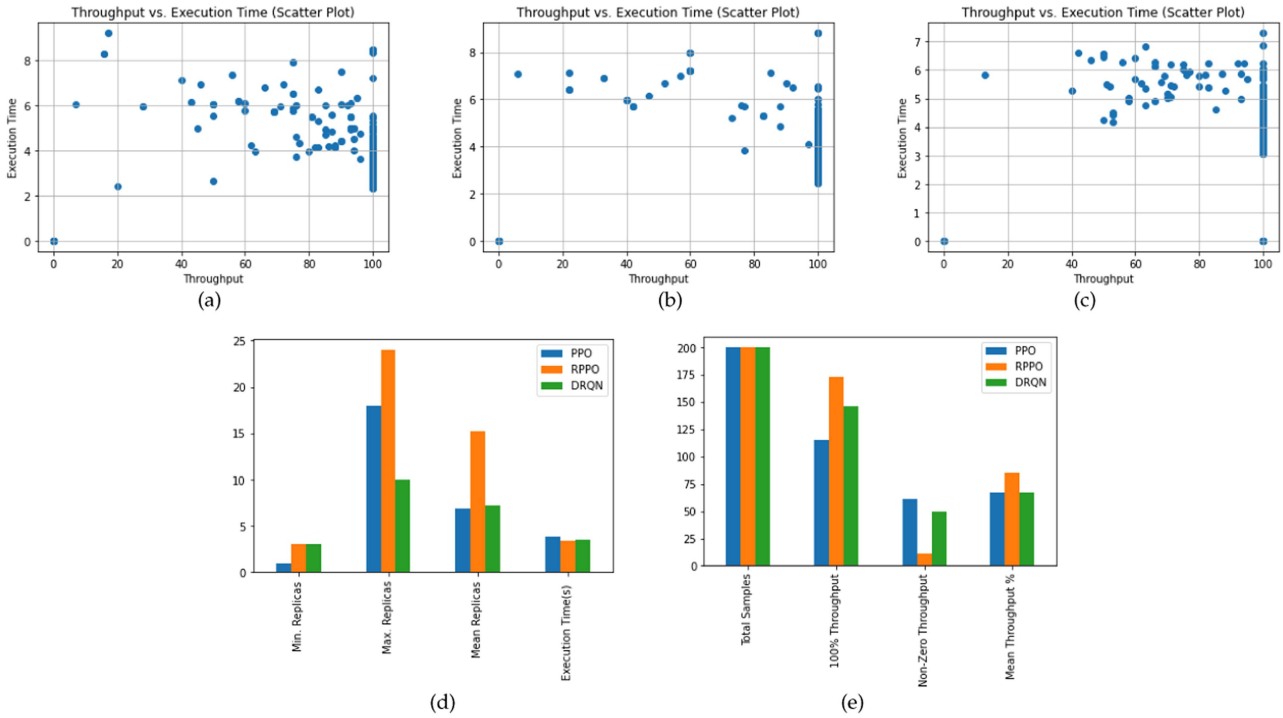 Throughput vs. Execution Time (Scatter Plot)
Execution Time
8
6
4
2
0
0 20 40 60 80 100
Throughput
(a)
Throughput vs. Execution Time (Scatter Plot)
Execution Time
8
6
4
2
0
0 20 40 60 80 100
Throughput
(b)
Throughput vs. Execution Time (Scatter Plot)
Execution Time
7
6
5
4
3
2
1
0
0 20 40 60 80 100
Throughput
(c)
25
20
15
10
5
0
PPO
RPPO
DRQN
Min. Replicas
Max. Replicas
Mean Replicas
Execution Time(s)
(d)
200
175
150
125
100
75
50
25
0
PPO
RPPO
DRQN
Total Samples
100% Throughput
Non-Zero Throughput
Mean Throughput %
(e)